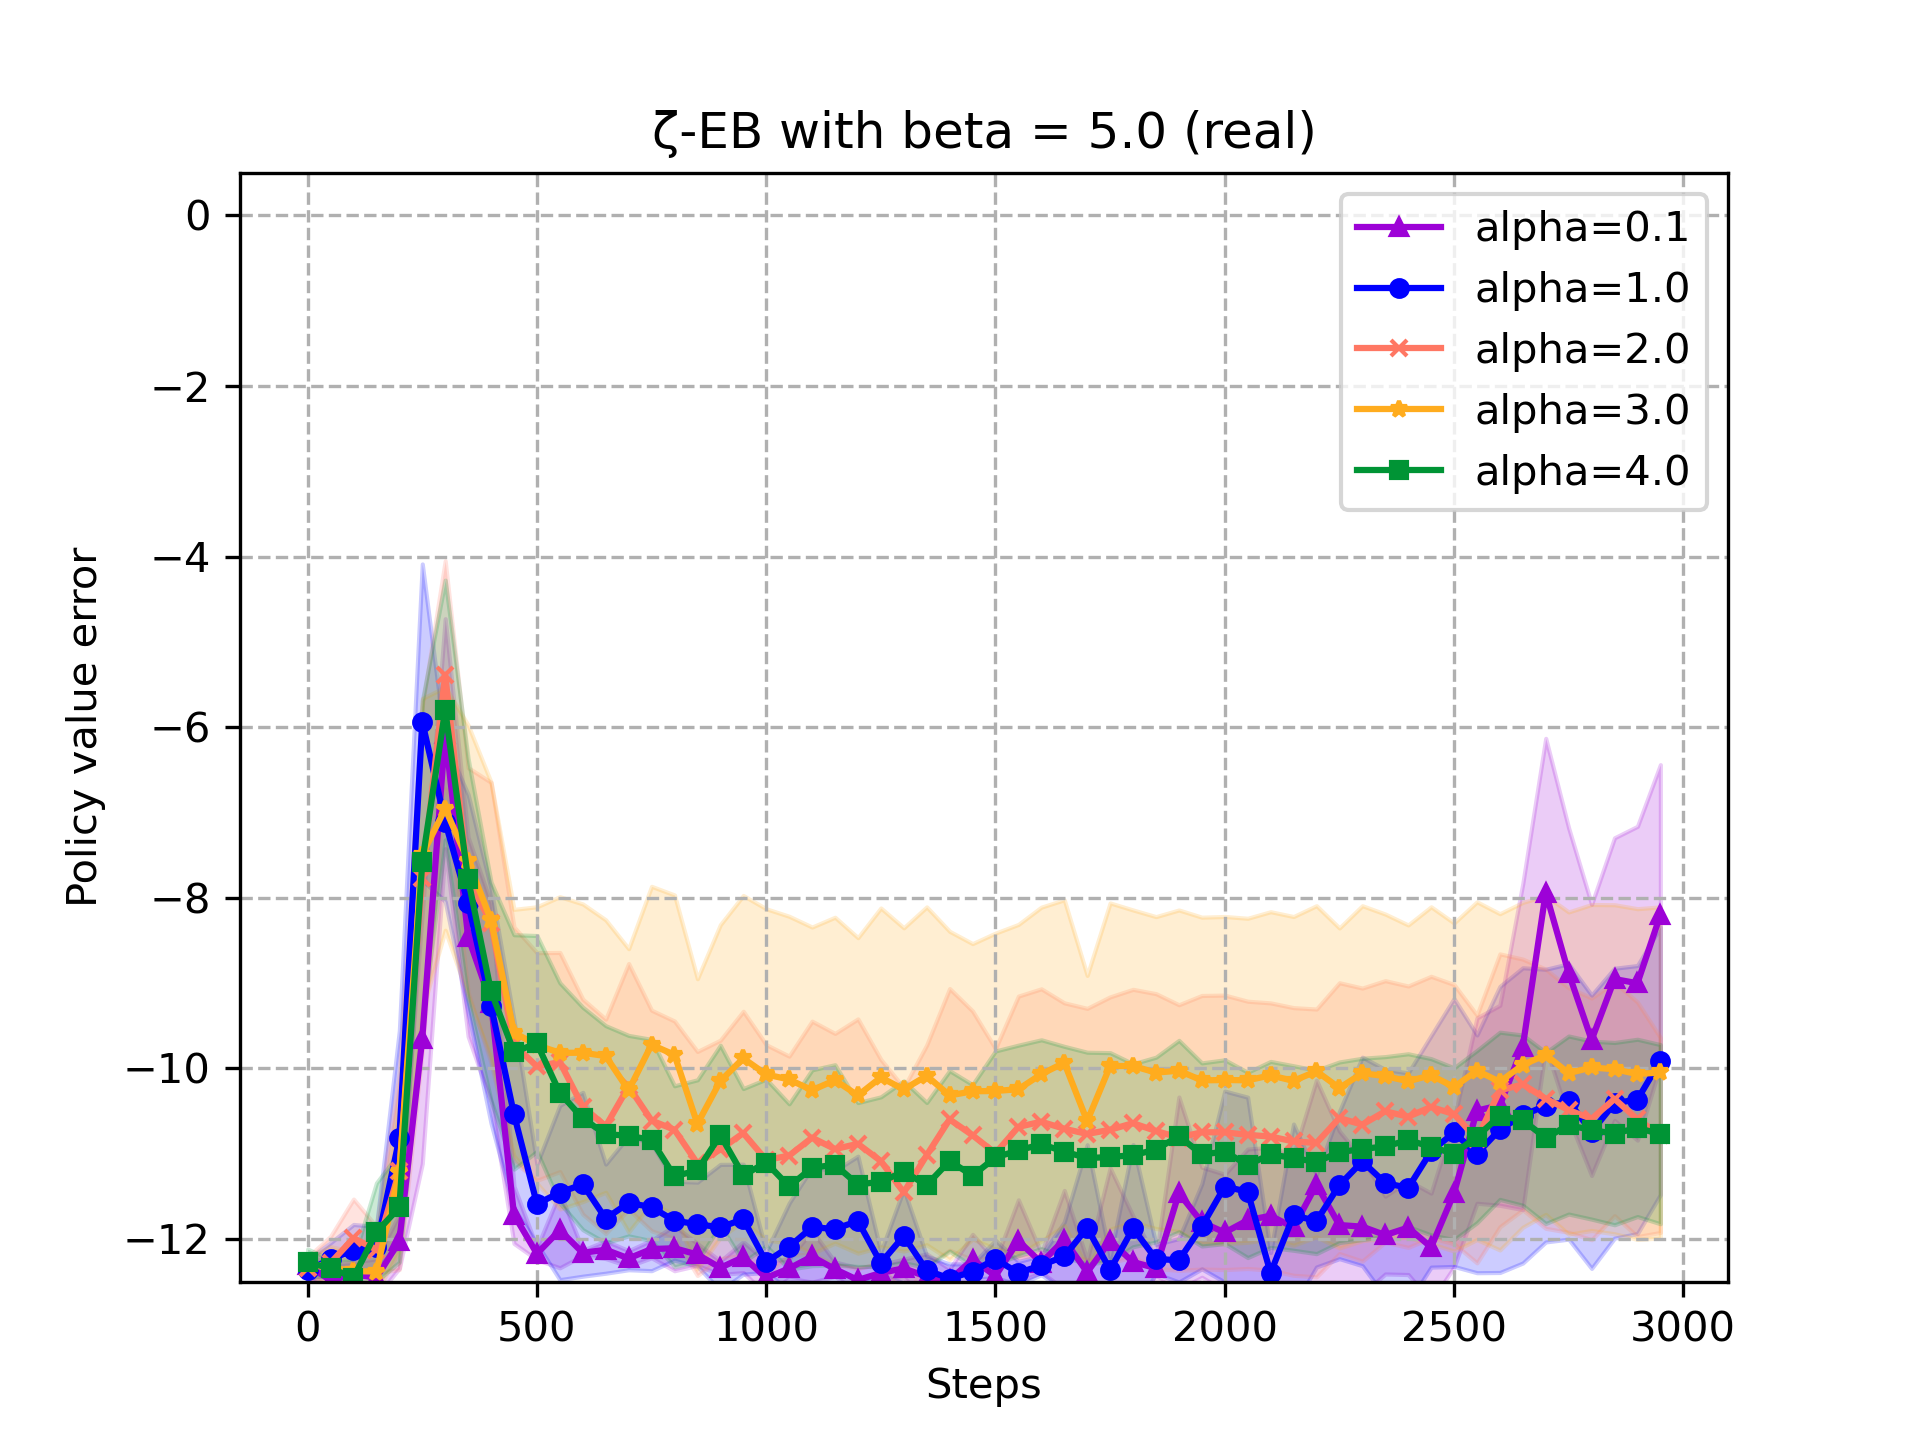 ζ-EB with beta = 5.0 (real)
alpha=0.1
alpha=1.0
alpha=2.0
alpha=3.0
alpha=4.0
Policy value error
0
−2
−4
−6
−8
−10
−12
0 500 1000 1500 2000 2500 3000
Steps